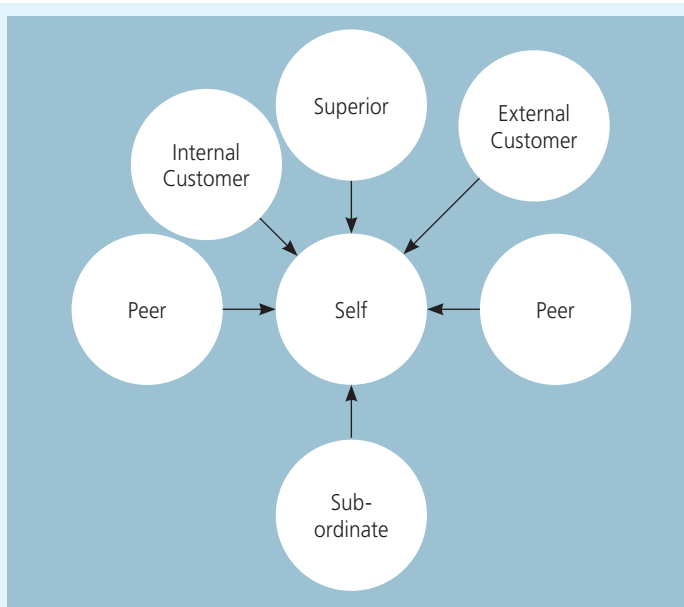 Superior
External
Customer
Internal
Customer
Peer
Self
Peer
Sub-
ordinate